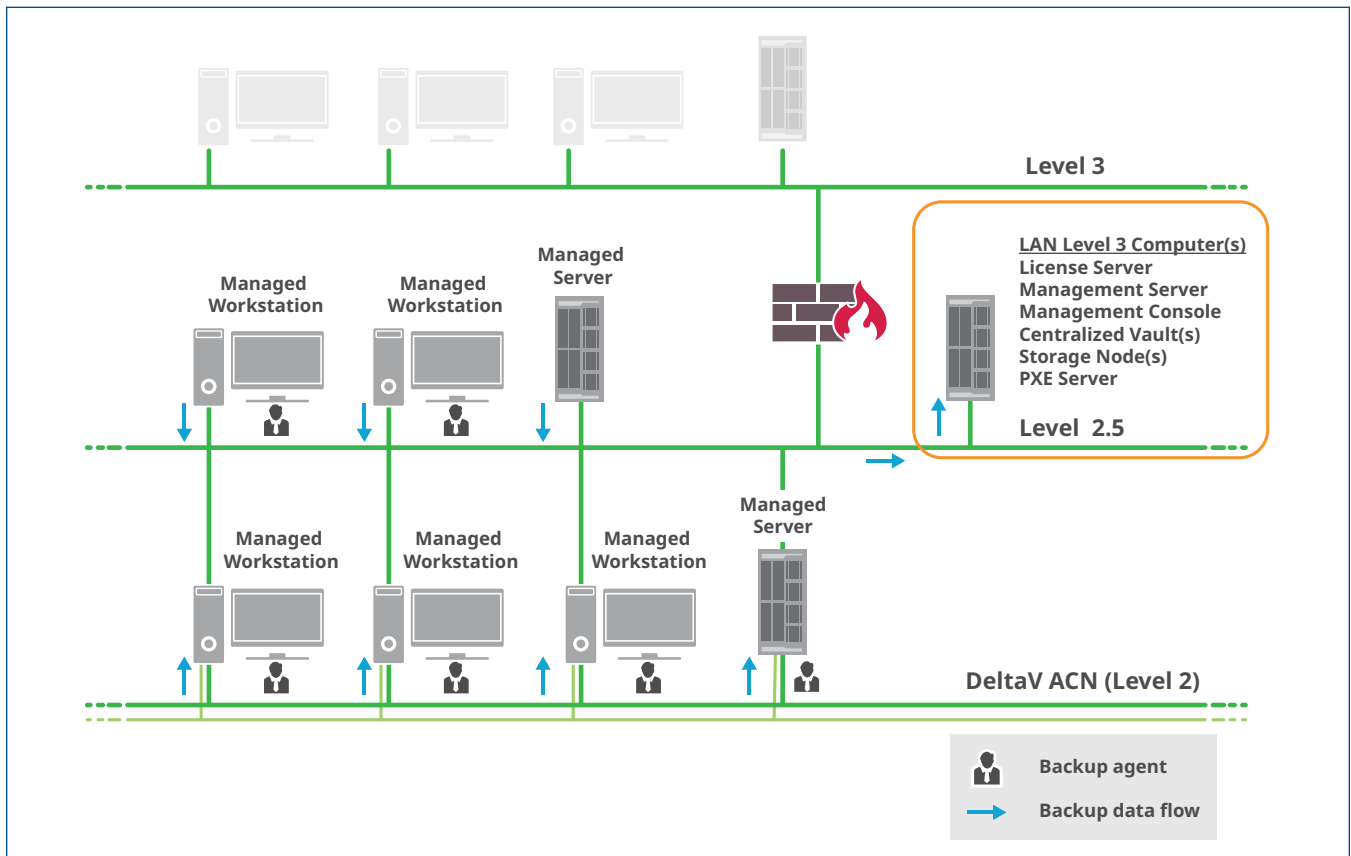 Level 3
LAN Level 3 Computer(s)
License Server
Management Server
Management Console
Centralized Vault(s)
Storage Node(s)
PXE Server
Managed
Server
Managed
Workstation
Managed
Workstation
Level 2.5
Managed
Server
Managed
Workstation
Managed
Workstation
Managed
Workstation
DeltaV ACN (Level 2)
Backup agent
Backup data flow